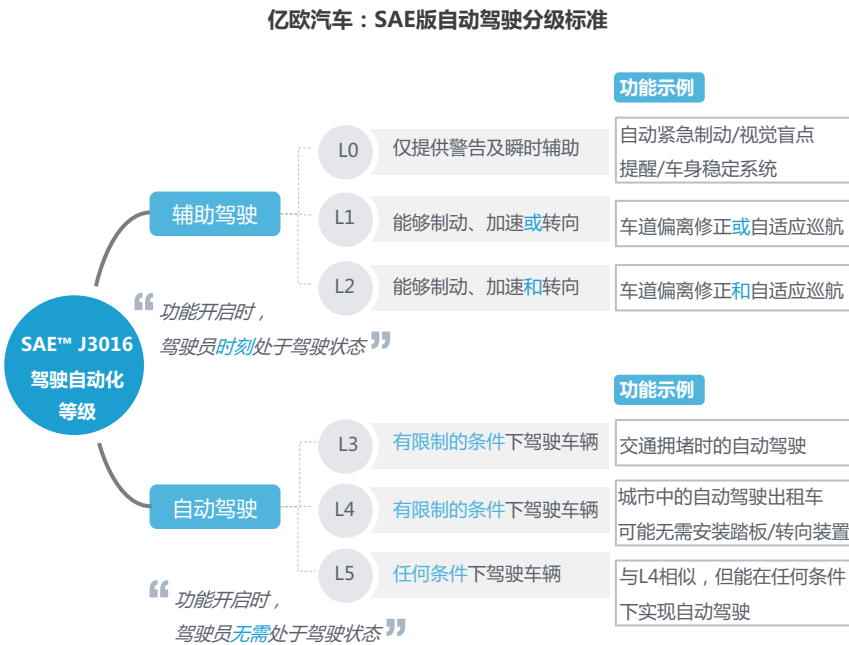 亿欧汽车：SAE版自动驾驶分级标准
功能示例
L0
仅提供警告及瞬时辅助
自动紧急制动/视觉盲点
提醒/车身稳定系统
辅助驾驶
L1
能够制动、加速或转向
车道偏离修正或自适应巡航
L2
能够制动、加速和转向
车道偏离修正和自适应巡航
“功能开启时，
驾驶员时刻处于驾驶状态”
SAE™ J3016
驾驶自动化
等级
功能示例
L3
有限制的条件下驾驶车辆
交通拥堵时的自动驾驶
自动驾驶
L4
有限制的条件下驾驶车辆
城市中的自动驾驶出租车
可能无需安装踏板/转向装置
L5
任何条件下驾驶车辆
与L4相似，但能在任何条件
下实现自动驾驶
“功能开启时，
驾驶员无需处于驾驶状态”